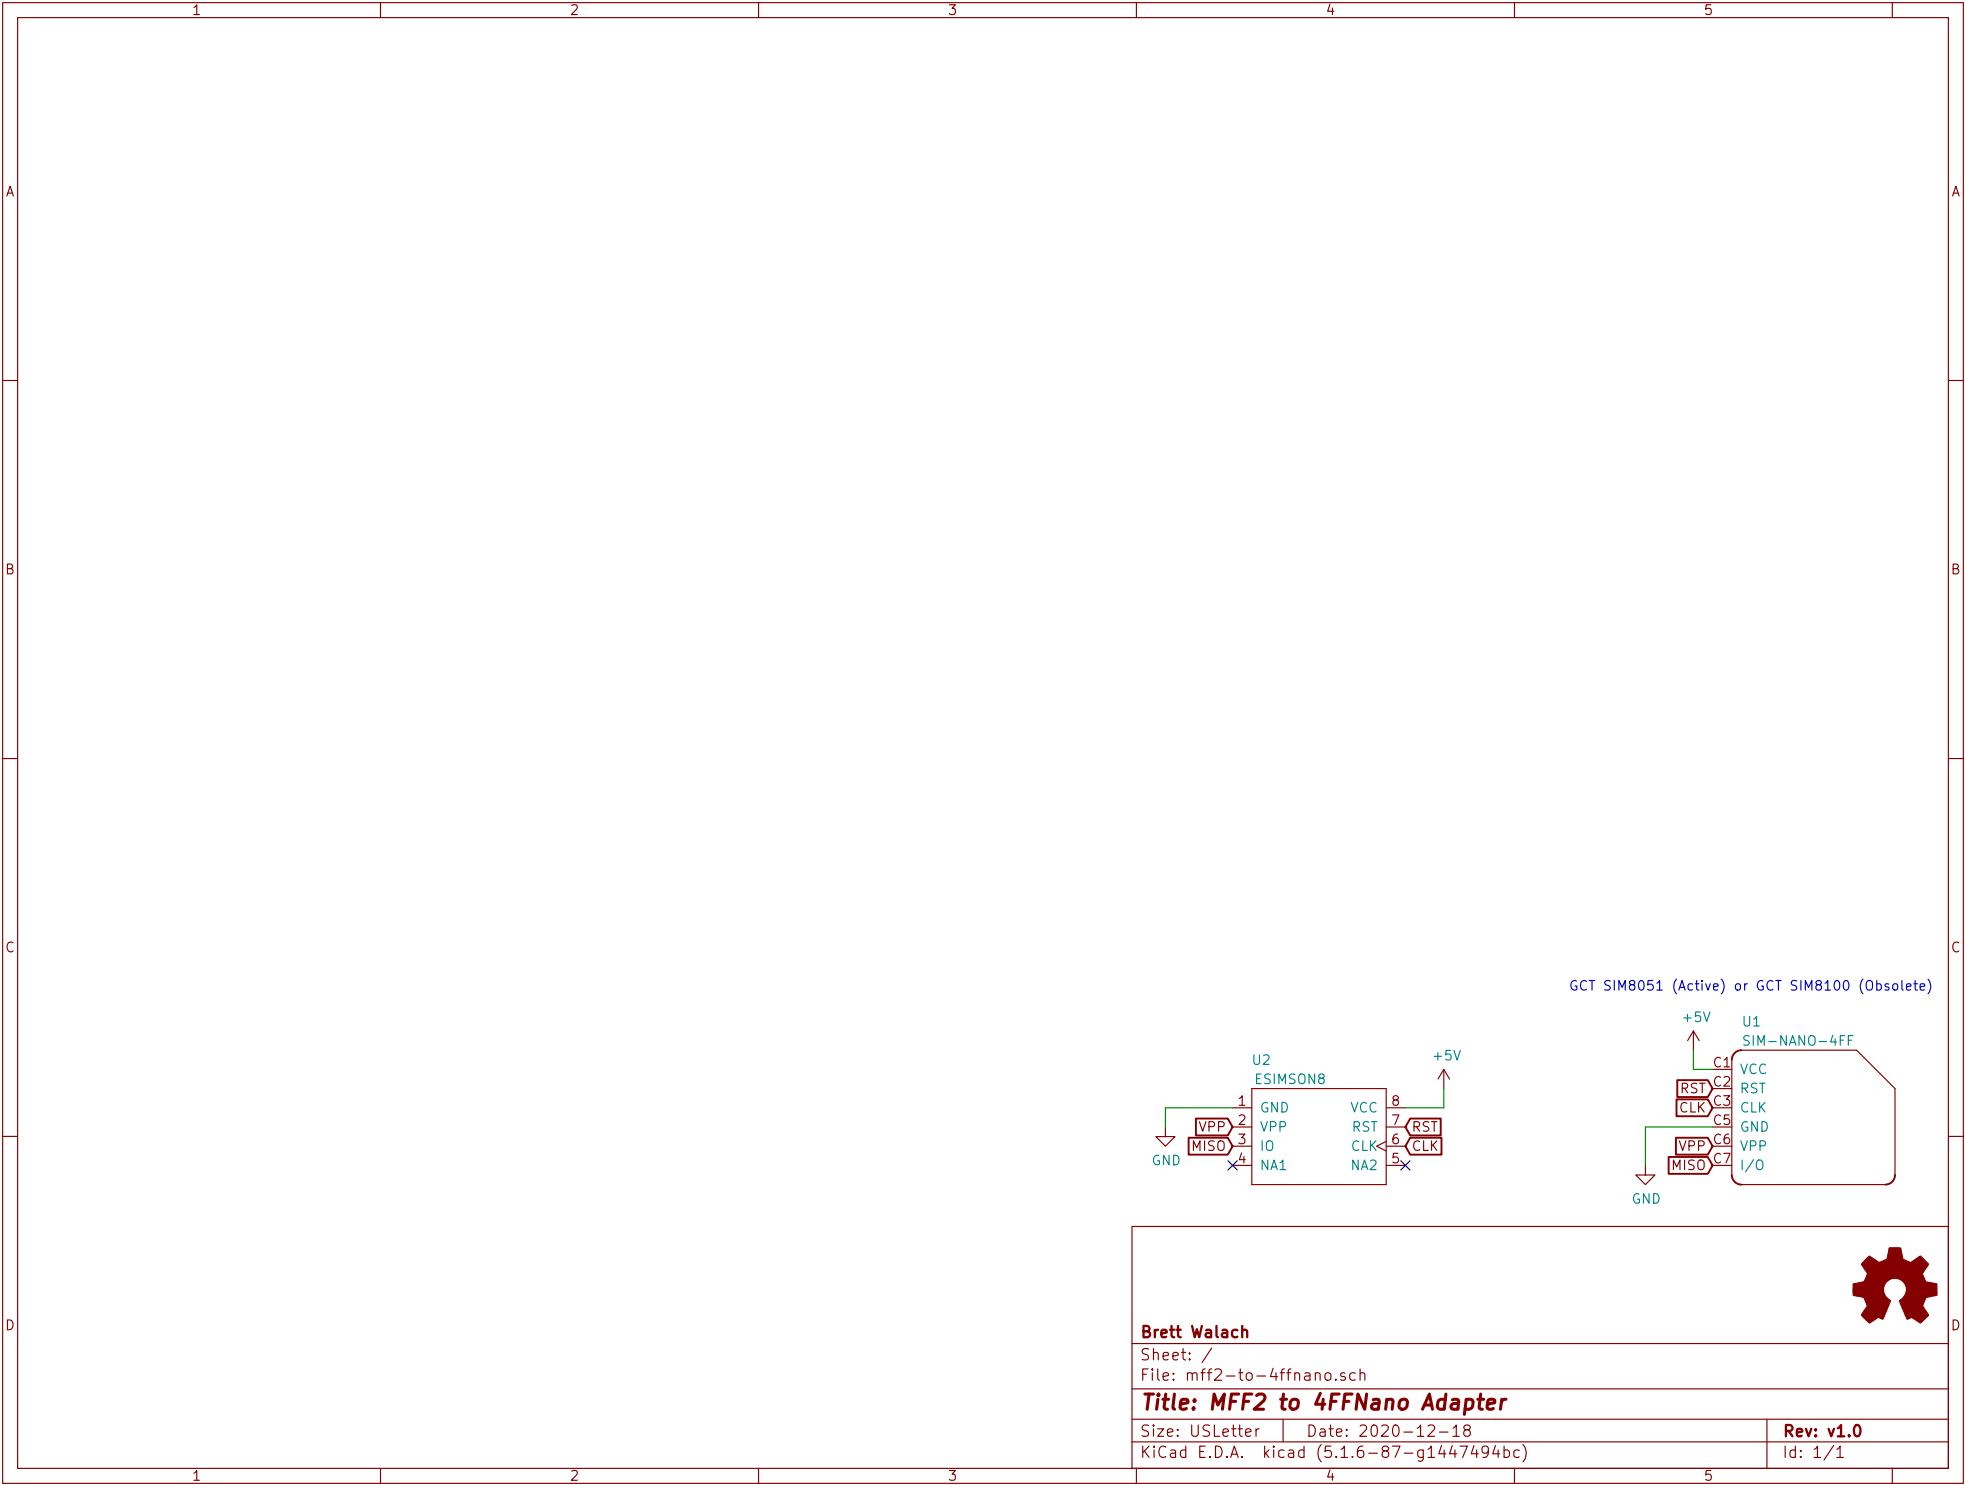 1 2 3 4 5
A A
B B
C C
GCT SIM8051 (Active) or GCT SIM8100 (Obsolete)
+5V
U1
SIM-NANO-4FF
C1 VCC
RST C2 RST
CLK C3 CLK
C5 GND
VPP C6 VPP
MISO C7 I/O
GND
U2
ESIMSON8
+5V
1 GND VCC 8
VPP 2 VPP RST 7 RST
MISO 3 IO CLK 6 CLK
4 NA1 NA2 5
GND
D D
Brett Walach
Sheet: /
File: mff2-to-4ffnano.sch
Title: MFF2 to 4FFNano Adapter
Size: USLetter Date: 2020-12-18 Rev: v1.0
KiCad E.D.A. kicad (5.1.6-87-g1447494bc) Id: 1/1
1 2 3 4 5